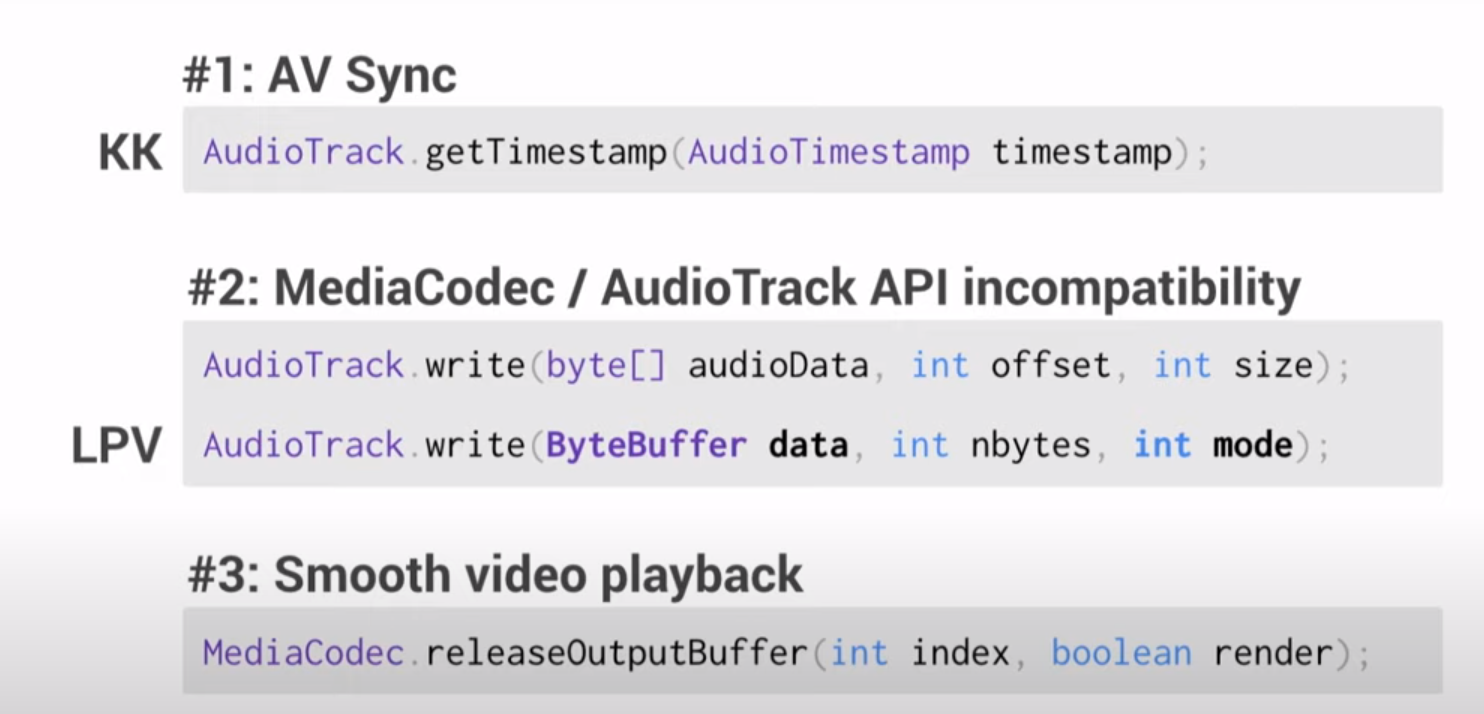 #1: AV Sync
KK AudioTrack.getTimestamp(AudioTimestamp timestamp);
#2: MediaCodec / AudioTrack API incompatibility
AudioTrack.write(byte[] audioData, int offset, int size);
LPV AudioTrack.write(ByteBuffer data, int nbytes, int mode);
#3: Smooth video playback
MediaCodec.releaseOutputBuffer(int index, boolean render);